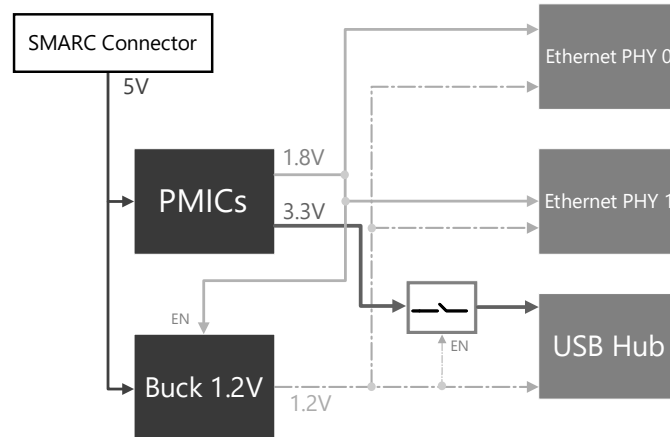 SMARC Connector
5V
Ethernet PHY 0
1.8V
PMICs
3.3V
Ethernet PHY 1
EN
EN
USB Hub
Buck 1.2V
1.2V